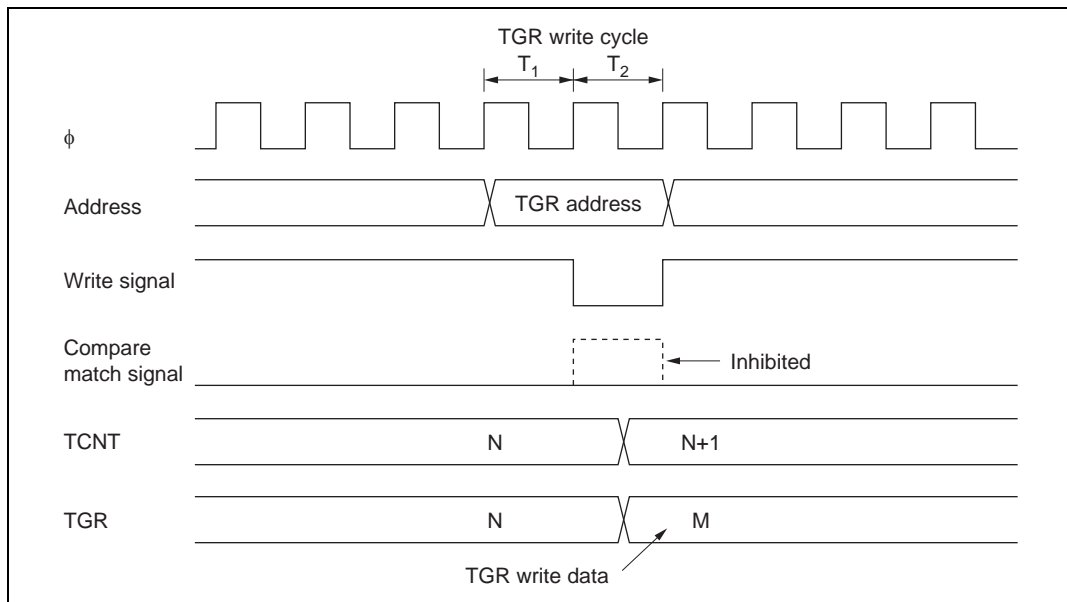 TGR write cycle
T1 T2
ϕ
Address TGR address
Write signal
Compare
match signal Inhibited
TCNT N N+1
TGR N M
TGR write data